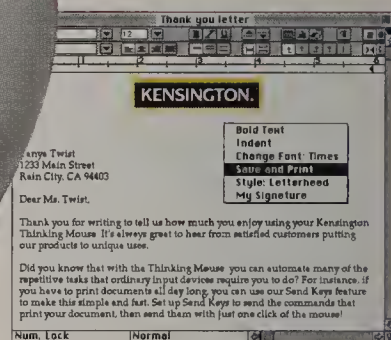 Thank you letter
12
B I U
KENSINGTON.
Bold Text
Indent
Change Font: Times
Save and Print
Style: Letterhead
My Signature
anya Twist
1233 Main Street
Rain City, CA 94403
Dear Ms. Twist,
Thank you for writing to tell us how much you enjoy using your Kensington
Thinking Mouse. It's always great to hear from satisfied customers putting
our products to unique uses.
Did you know that with the Thinking Mouse you can automate many of the
repetitive tasks that ordinary input devices require you to do? For instance, if
you have to print documents all day long, you can use our Send Keys feature
to make this simple and fast. Set up Send Keys to send the commands that
print your document, then send them with just one click of the mouse!
Num. Lock
Normal